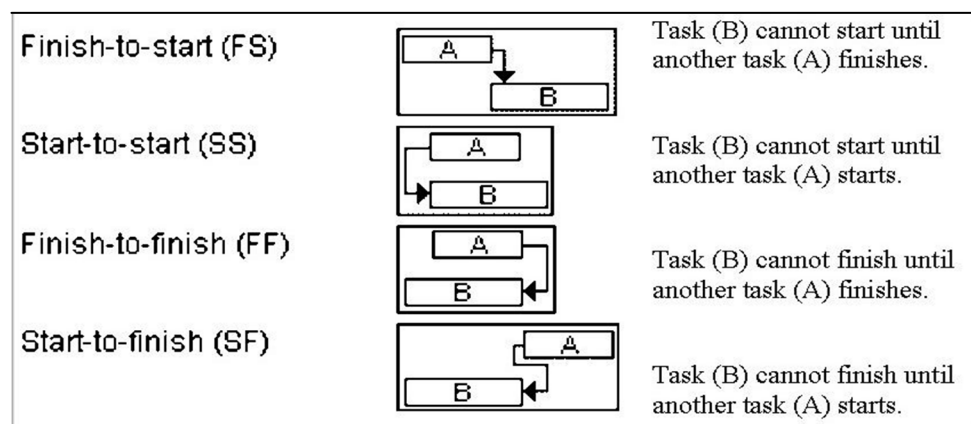 Finish-to-start (FS)
A
B
Task (B) cannot start until
another task (A) finishes.
Start-to-start (SS)
A
B
Task (B) cannot start until
another task (A) starts.
Finish-to-finish (FF)
A
B
Task (B) cannot finish until
another task (A) finishes.
Start-to-finish (SF)
A
B
Task (B) cannot finish until
another task (A) starts.